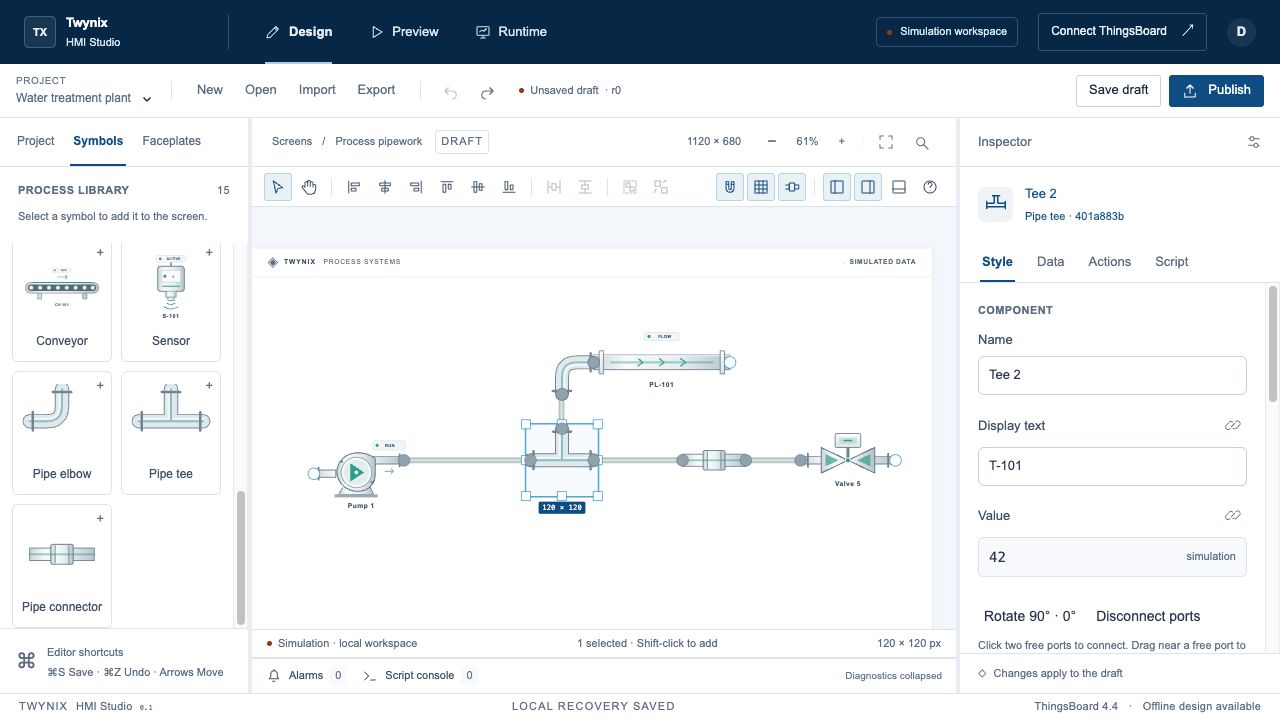 TX
Twynix
HMI Studio
Design
Preview
Runtime
Simulation workspace
Connect ThingsBoard
D
PROJECT
Water treatment plant
New
Open
Import
Export
Unsaved draft · r0
Save draft
Publish
Project
Symbols
Faceplates
PROCESS LIBRARY
15
Select a symbol to add it to the screen.
+
RUN
CV-101
Conveyor
+
ACTIVE
S-101
Sensor
+
Pipe elbow
+
Pipe tee
+
Pipe connector
Editor shortcuts
⌘S Save · ⌘Z Undo · Arrows Move
Screens / Process pipework
DRAFT
1120 × 680
− 61% +
TWYNIX PROCESS SYSTEMS
SIMULATED DATA
FLOW
PL-101
RUN
Pump 1
120 × 120
Valve 5
Simulation · local workspace
1 selected · Shift-click to add
120 × 120 px
Alarms 0
Script console 0
Diagnostics collapsed
Inspector
Tee 2
Pipe tee · 401a883b
Style
Data
Actions
Script
COMPONENT
Name
Tee 2
Display text
T-101
Value
42
simulation
Rotate 90° · 0°
Disconnect ports
Click two free ports to connect. Drag near a free port to
Changes apply to the draft
TWYNIX HMI Studio 0.1
LOCAL RECOVERY SAVED
ThingsBoard 4.4 · Offline design available